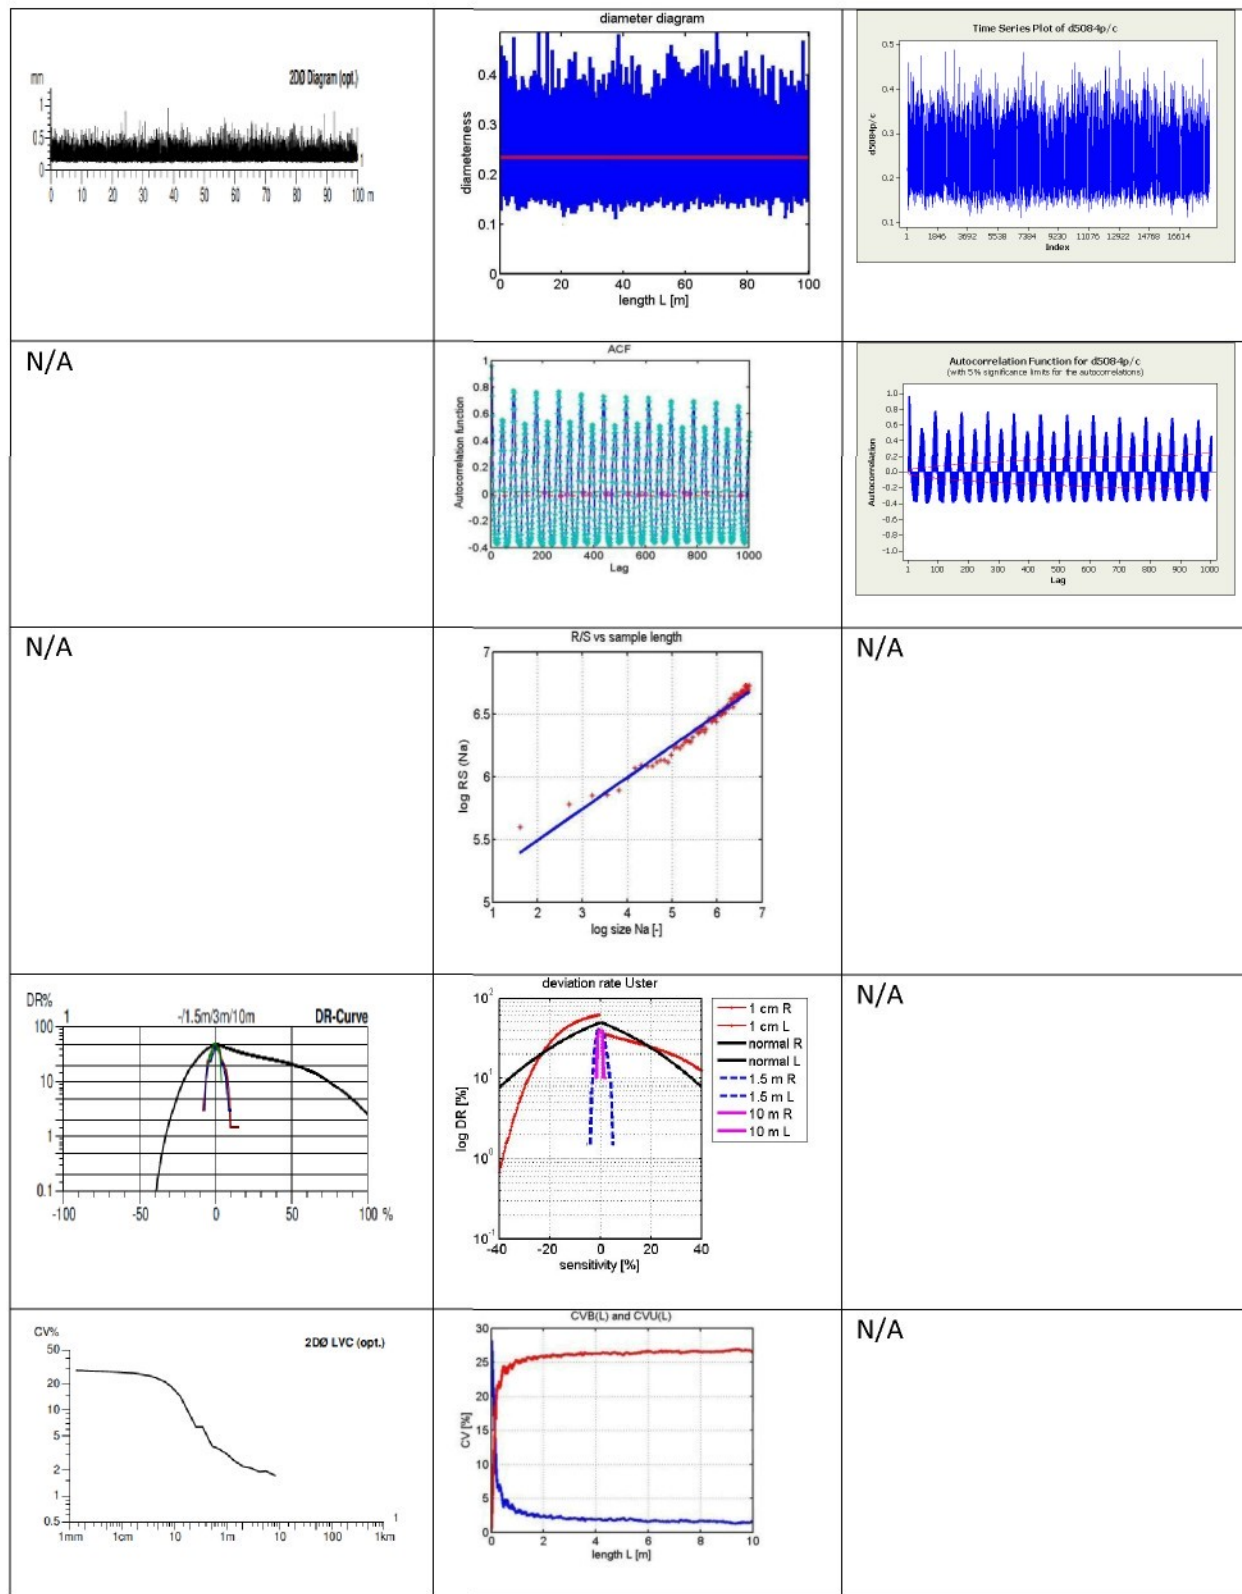 mm
2DØ Diagram (opt.)
1
0.5
0
1
0 10 20 30 40 50 60 70 80 90 100 m
diameter diagram
diameterness
0.4
0.3
0.2
0.1
0
0 20 40 60 80 100
length L [m]
Time Series Plot of d5084p/c
d5084p/c
0.5
0.4
0.3
0.2
0.1
1 1846 3692 5538 7384 9230 11076 12922 14768 16614
Index
N/A
ACF
Autocorrelation function
1
0.8
0.6
0.4
0.2
0
-0.2
-0.4
0 200 400 600 800 1000
Lag
Autocorrelation Function for d5084p/c
(with 5% significance limits for the autocorrelations)
Autocorrelation
1.0
0.8
0.6
0.4
0.2
0.0
-0.2
-0.4
-0.6
-0.8
-1.0
1 100 200 300 400 500 600 700 800 900 1000
Lag
N/A
R/S vs sample length
log RS (Na)
7
6.5
6
5.5
5
1 2 3 4 5 6 7
log size Na [-]
N/A
DR%
1 -/1.5m/3m/10m DR-Curve
100
10
1
0.1
-100 -50 0 50 100 %
deviation rate Uster
log DR [%]
10^2
10^1
10^0
10^-1
-40 -20 0 20 40
sensitivity [%]
1 cm R
1 cm L
normal R
normal L
1.5 m R
1.5 m L
10 m R
10 m L
N/A
CV%
2DØ LVC (opt.)
50
20
10
5
2
1
0.5
1
1mm 1cm 10 1m 10 100 1km
CVB(L) and CVU(L)
CV [%]
30
25
20
15
10
5
0
0 2 4 6 8 10
length L [m]
N/A